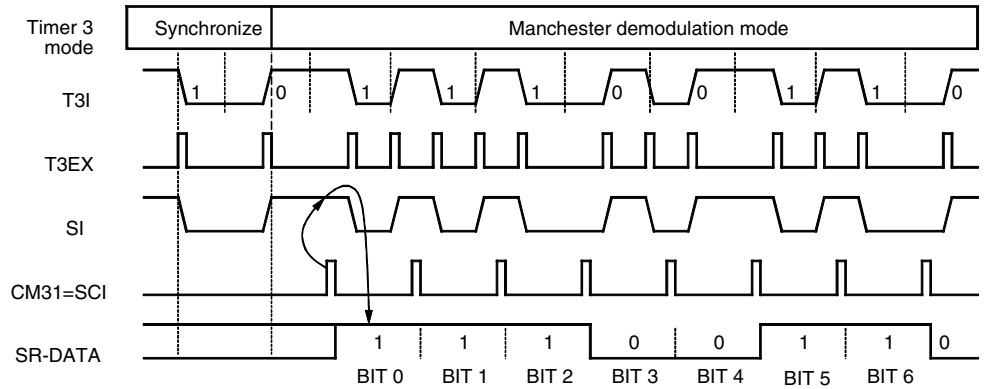 Timer 3 mode
Synchronize
Manchester demodulation mode
T3I
1 0 1 1 1 0 0 1 1 0
T3EX
SI
CM31=SCI
SR-DATA
1 1 1 0 0 1 1 0
BIT 0 BIT 1 BIT 2 BIT 3 BIT 4 BIT 5 BIT 6